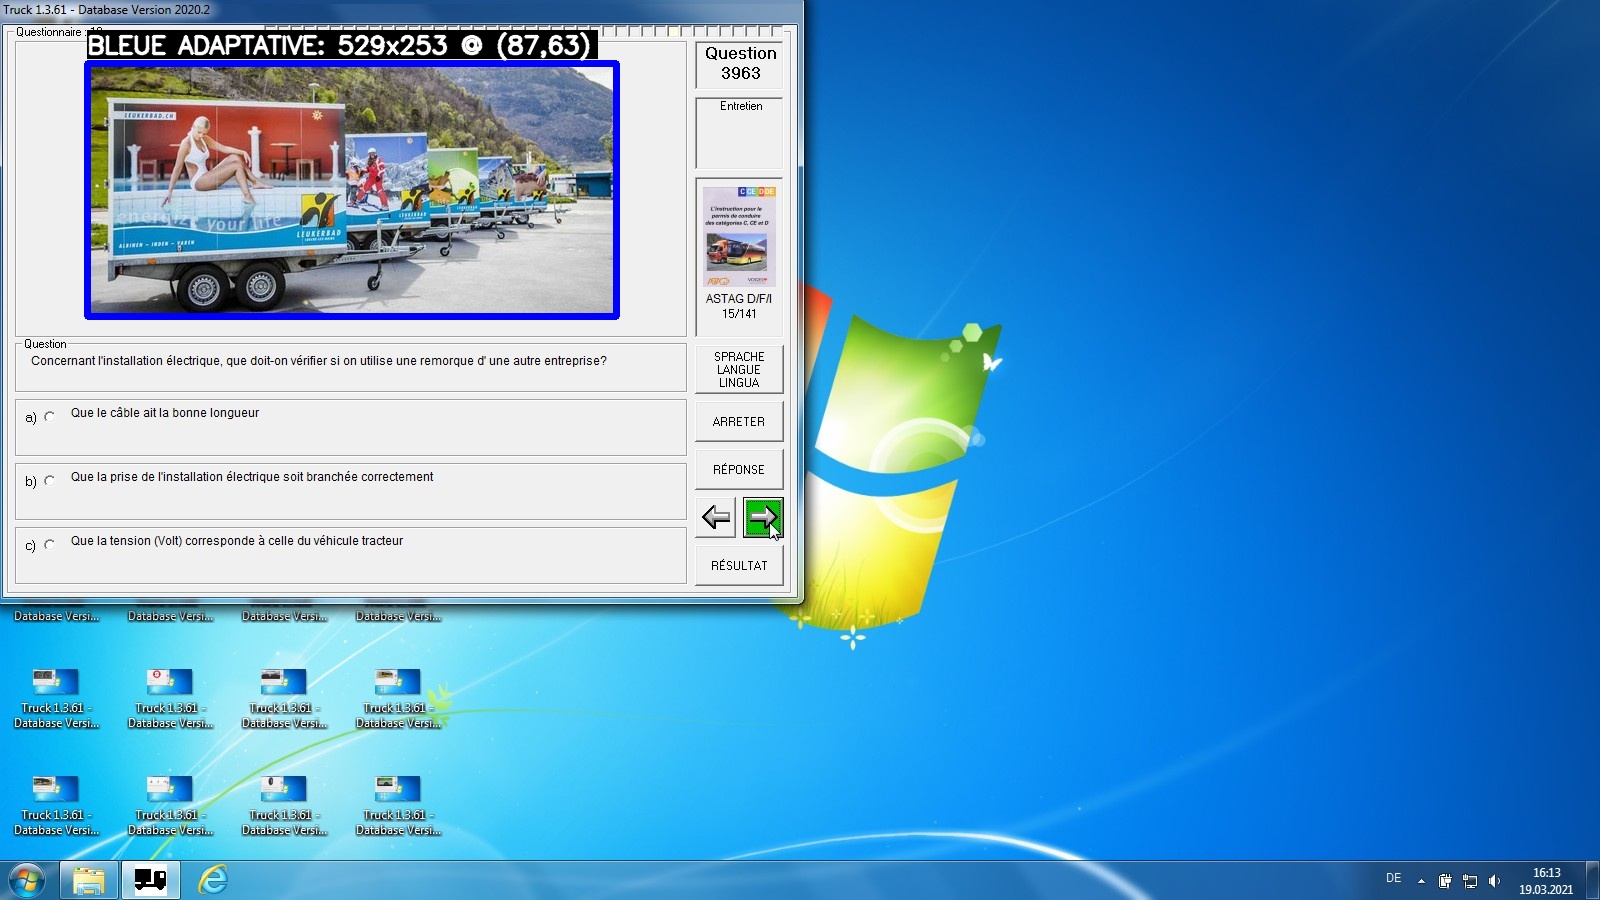 Truck 1.3.61 - Database Version 2020.2
BLEUE ADAPTATIVE: 529x253 @ (87,63)
Question
3963
Entretien
LEUKERBAD.CH
energize your life
LEUKERBAD
ALBINEN – INDEN – VAREN
C CE D DE
L'instruction pour le
permis de conduire
des catégories C, CE et D
ASTAG D/F/I
15/141
Question
Concernant l'installation électrique, que doit-on vérifier si on utilise une remorque d' une autre entreprise?
a) Que le câble ait la bonne longueur
b) Que la prise de l'installation électrique soit branchée correctement
c) Que la tension (Volt) corresponde à celle du véhicule tracteur
SPRACHE
LANGUE
LINGUA
ARRETER
RÉPONSE
RÉSULTAT
Database Versi...
Database Versi...
Database Versi...
Database Versi...
Truck 1.3.61 -
Database Versi...
Truck 1.3.61 -
Database Versi...
Truck 1.3.61 -
Database Versi...
Truck 1.3.61 -
Database Versi...
Truck 1.3.61 -
Database Versi...
Truck 1.3.61 -
Database Versi...
Truck 1.3.61 -
Database Versi...
Truck 1.3.61 -
Database Versi...
DE
16:13
19.03.2021